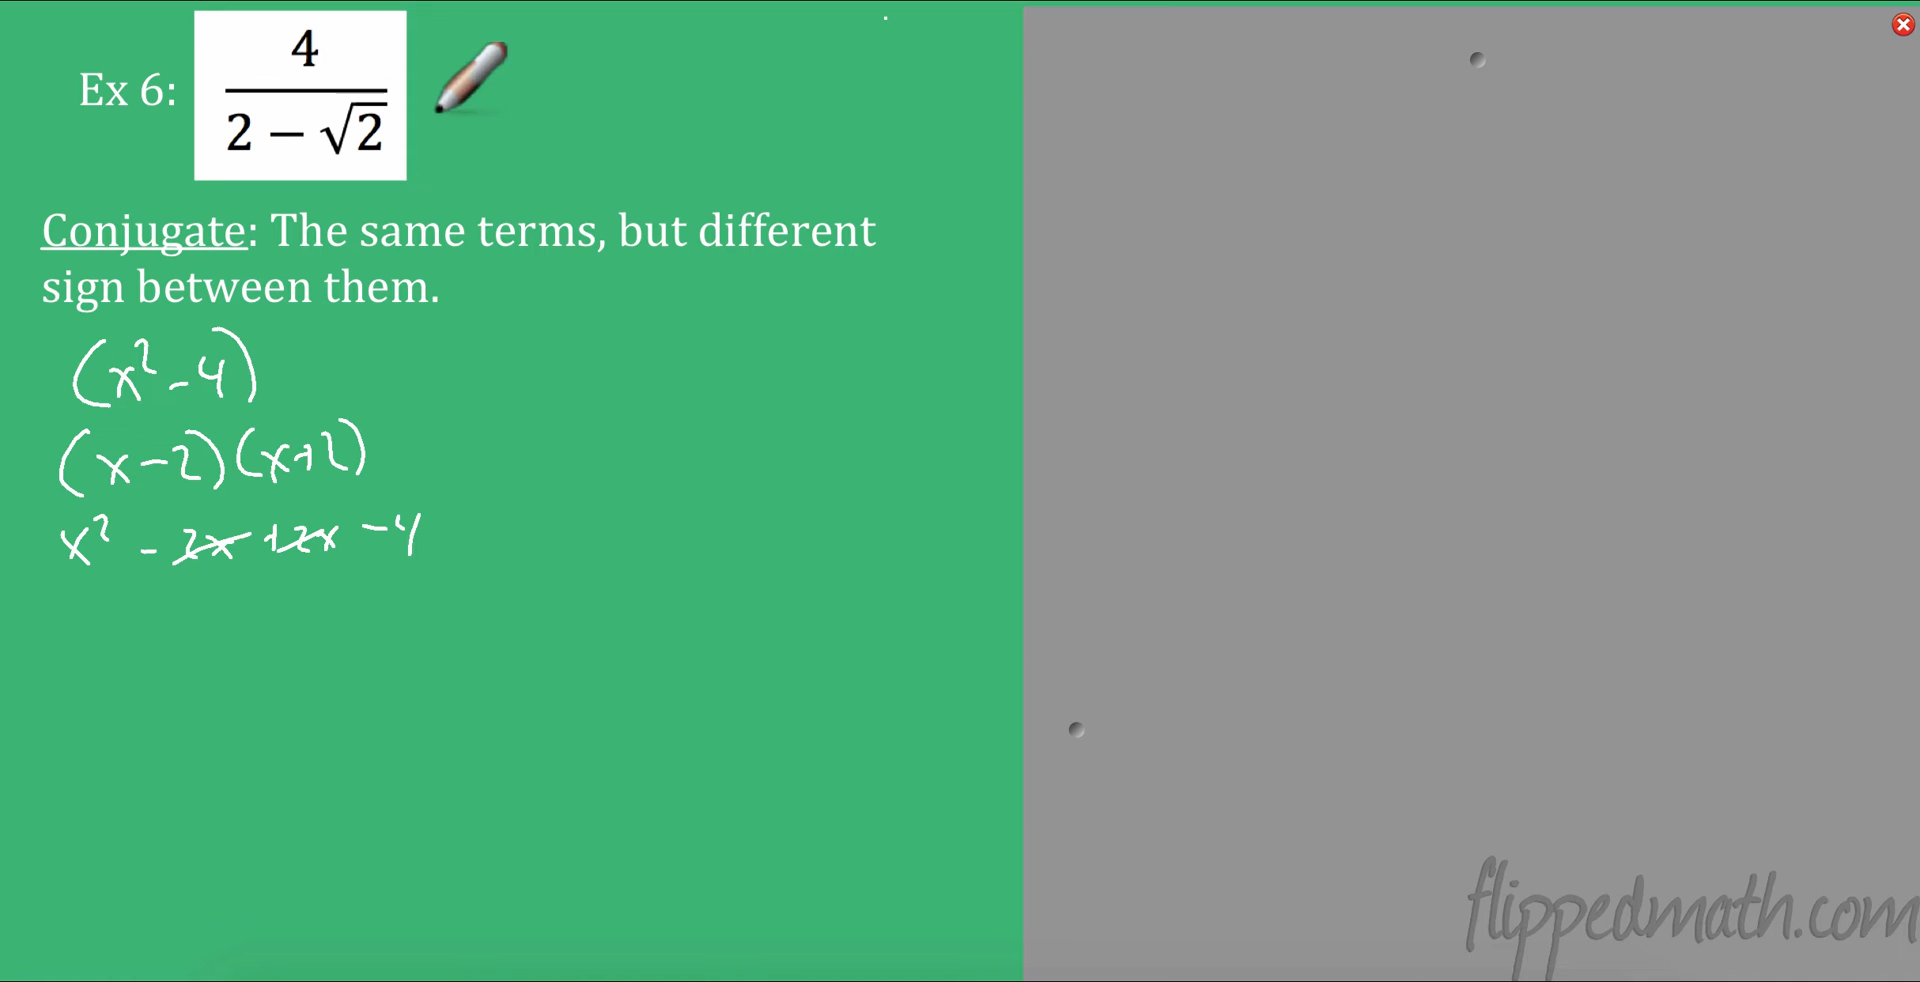 Ex 6: 4
2 − √2
Conjugate: The same terms, but different
sign between them.
(x² - 4)
(x - 2)(x + 2)
x² - 2x + 2x - 4
flippedmath.com